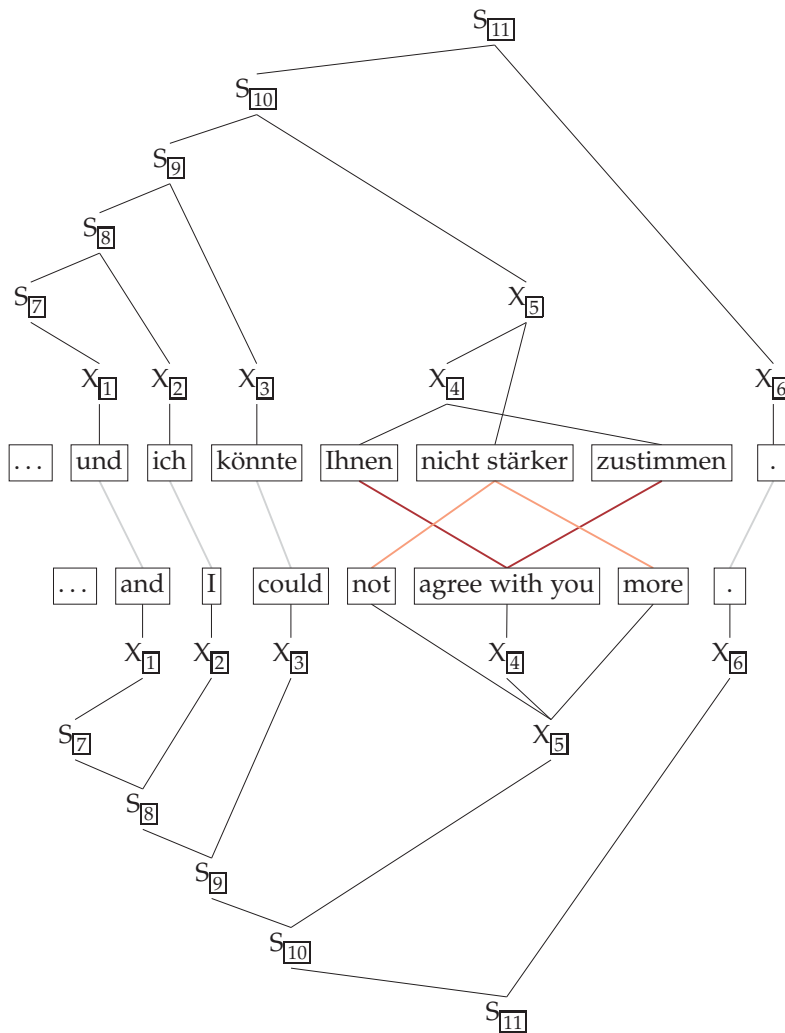 S11
S10
S9
S8
S7 X5
X1 X2 X3 X4 X6
... und ich könnte Ihnen nicht stärker zustimmen .
... and I could not agree with you more .
X1 X2 X3 X4 X6
S7 X5
S8
S9
S10
S11